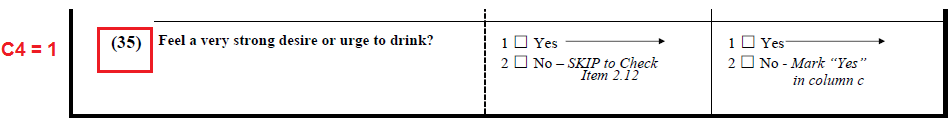 C4 = 1
(35) Feel a very strong desire or urge to drink?
1 □ Yes
2 □ No – SKIP to Check
Item 2.12
1 □ Yes
2 □ No - Mark “Yes”
in column c